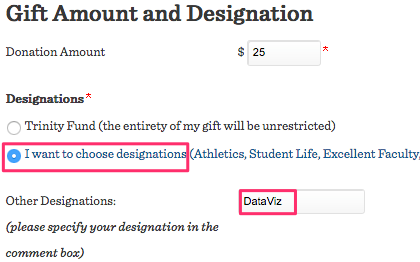 Gift Amount and Designation
Donation Amount $ 25 *
Designations *
Trinity Fund (the entirety of my gift will be unrestricted)
I want to choose designations (Athletics, Student Life, Excellent Faculty,
Other Designations: DataViz
(please specify your designation in the
comment box)